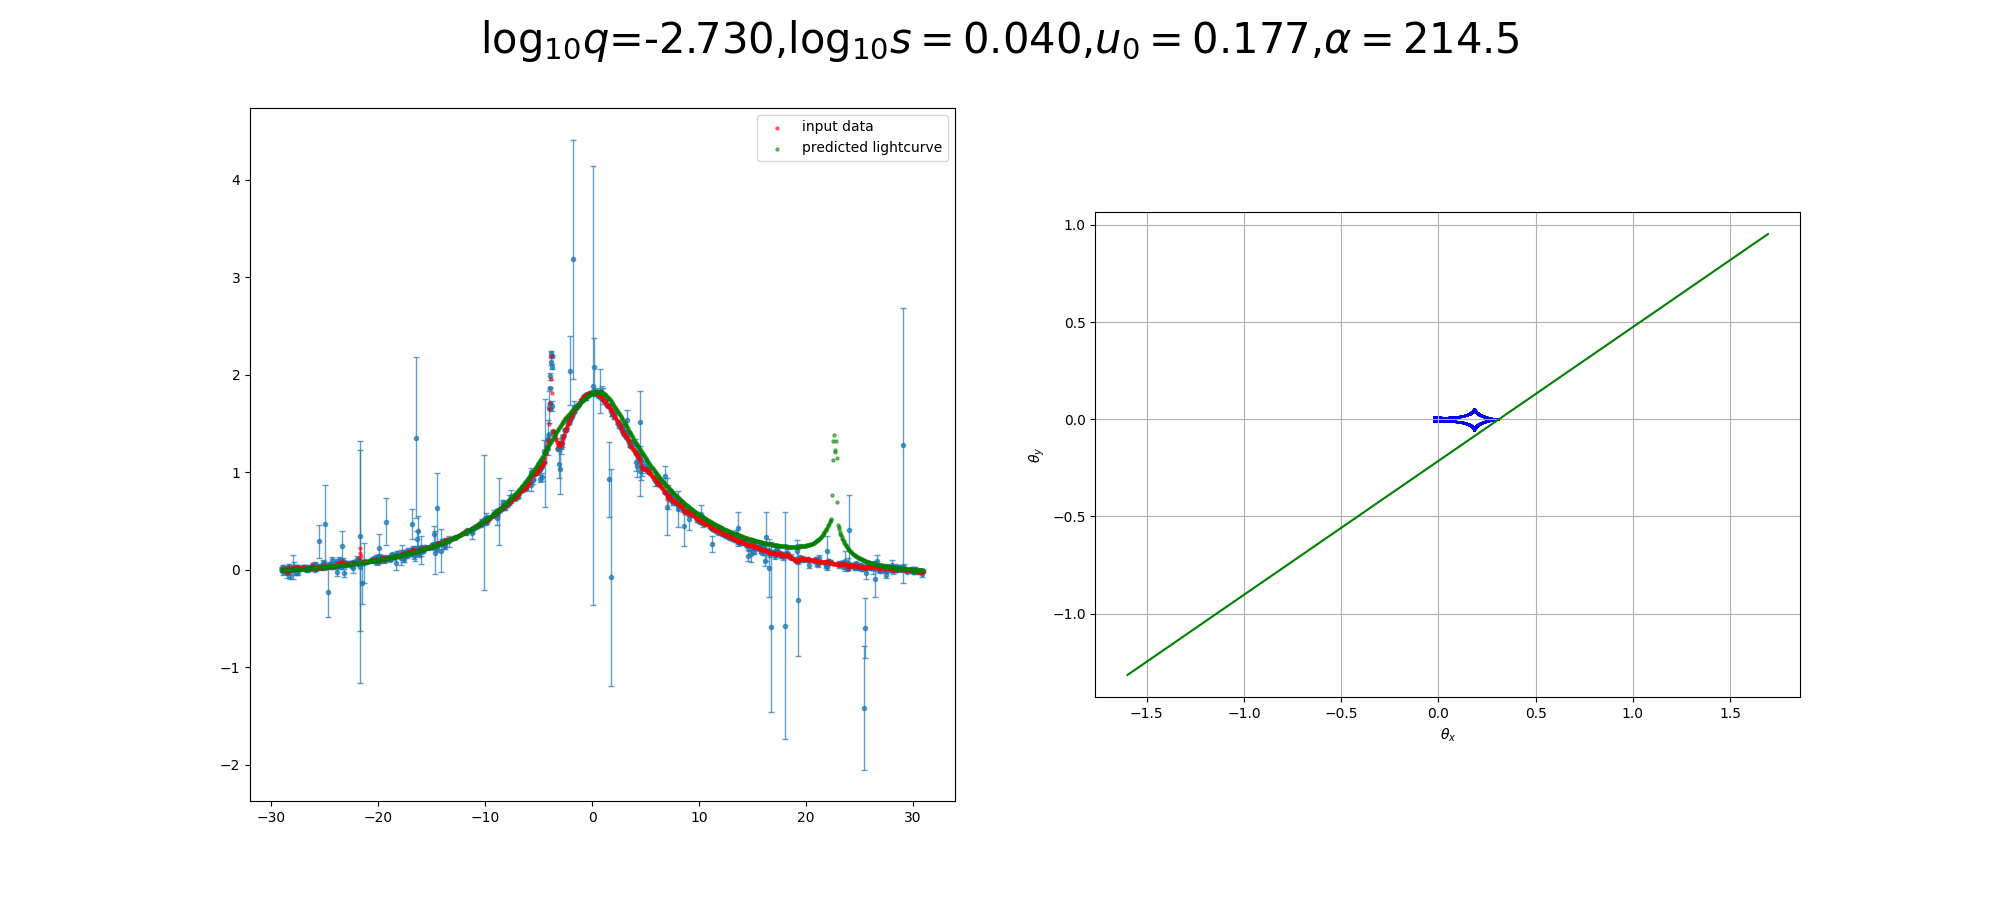 log₁₀q=-2.730,log₁₀s = 0.040,u₀ = 0.177,α = 214.5
input data
predicted lightcurve
4
3
2
1
0
−1
−2
−30 −20 −10 0 10 20 30
1.0
0.5
0.0
−0.5
−1.0
θy
−1.5 −1.0 −0.5 0.0 0.5 1.0 1.5
θx